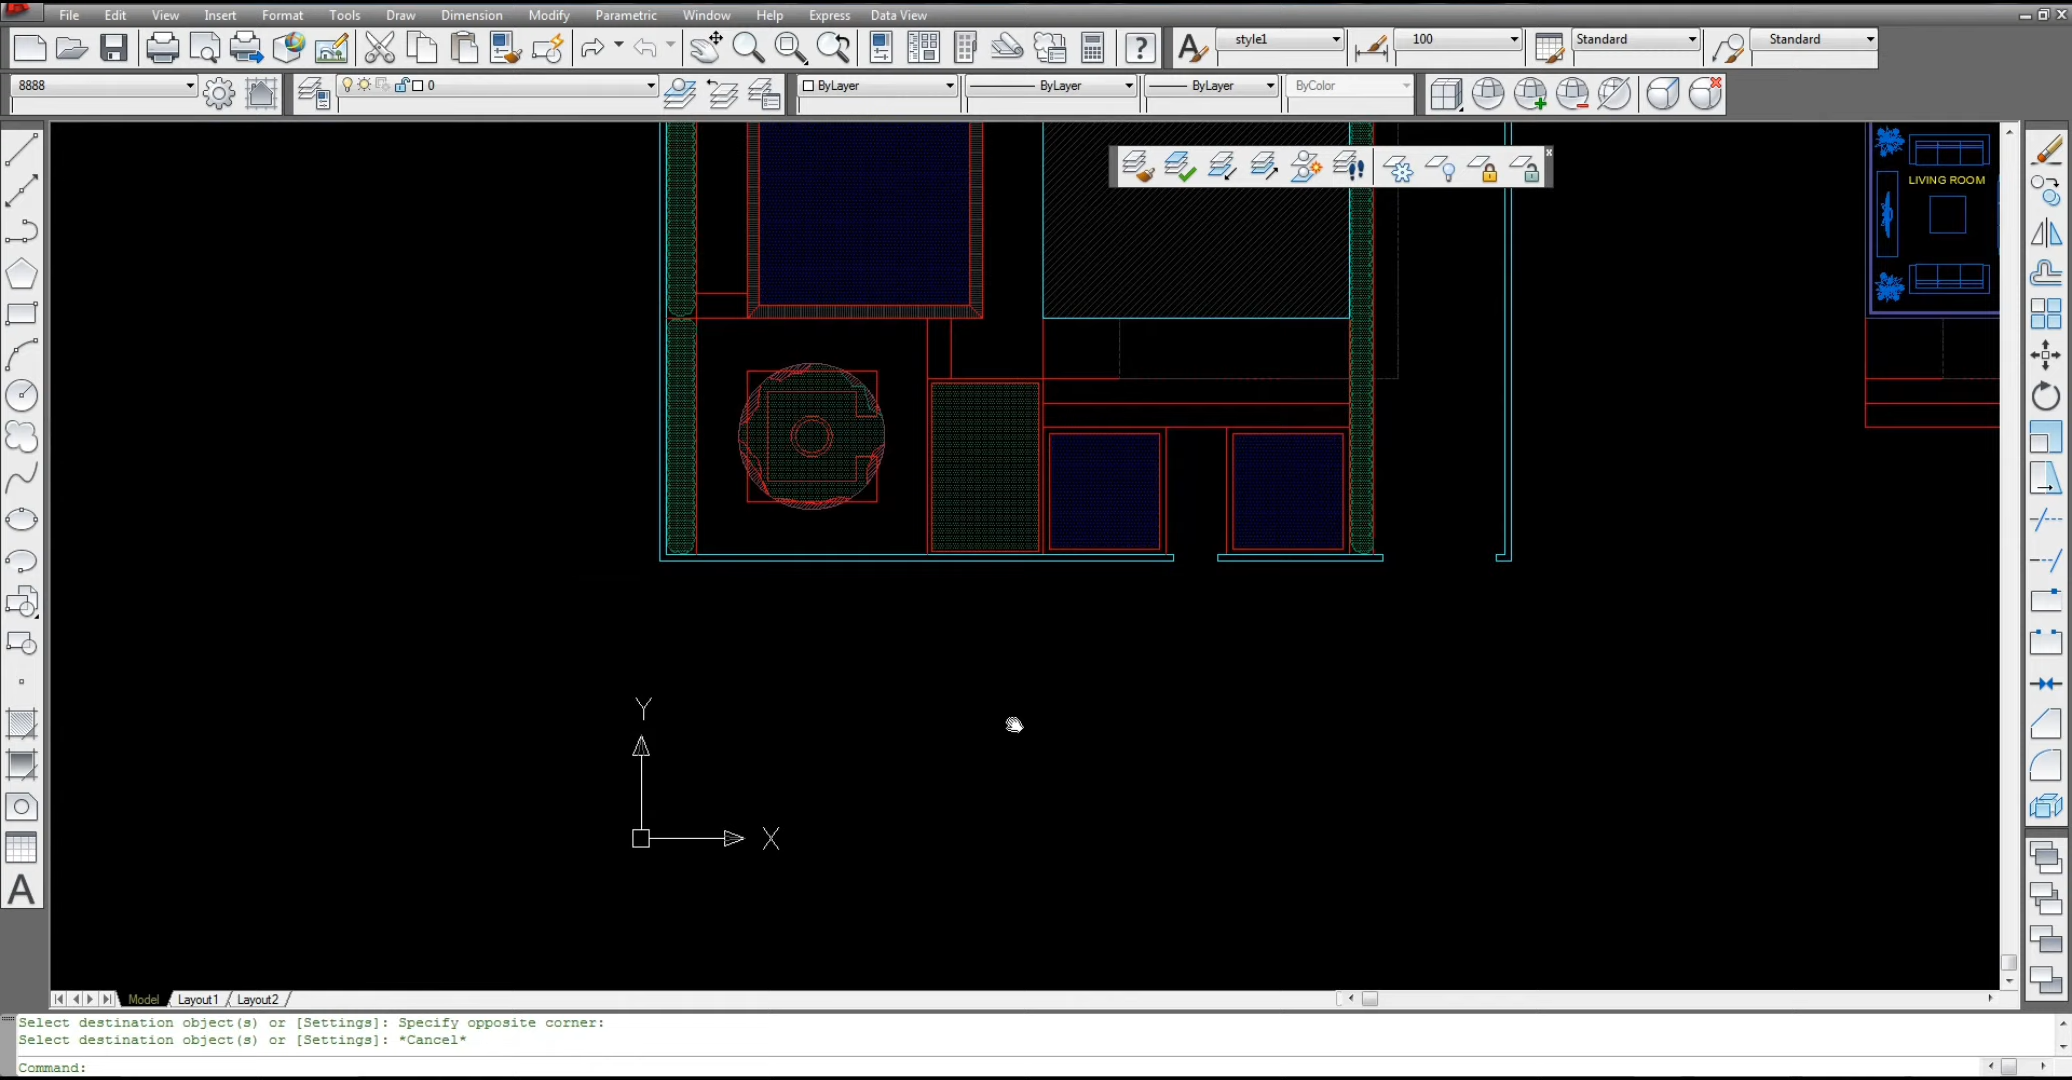 File Edit View Insert Format Tools Draw Dimension Modify Parametric Window Help Express Data View
style1 100 Standard Standard
8888 0 ByLayer ByLayer ByLayer ByColor
LIVING ROOM
Y
X
Model Layout1 Layout2
Select destination object(s) or [Settings]: Specify opposite corner:
Select destination object(s) or [Settings]: *Cancel*
Command: